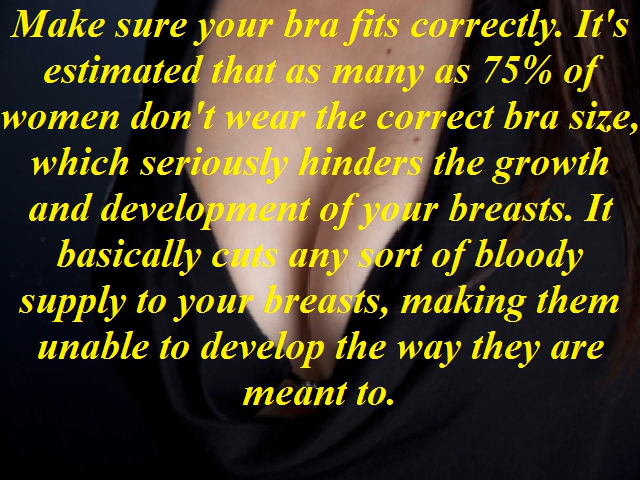 Make sure your bra fits correctly. It's
estimated that as many as 75% of
women don't wear the correct bra size,
which seriously hinders the growth
and development of your breasts. It
basically cuts any sort of bloody
supply to your breasts, making them
unable to develop the way they are
meant to.